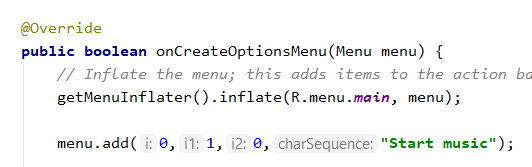 @Override
public boolean onCreateOptionsMenu(Menu menu) {
// Inflate the menu; this adds items to the action
getMenuInflater().inflate(R.menu.main, menu);
menu.add( i: 0, i1: 1, i2: 0, charSequence: "Start music");